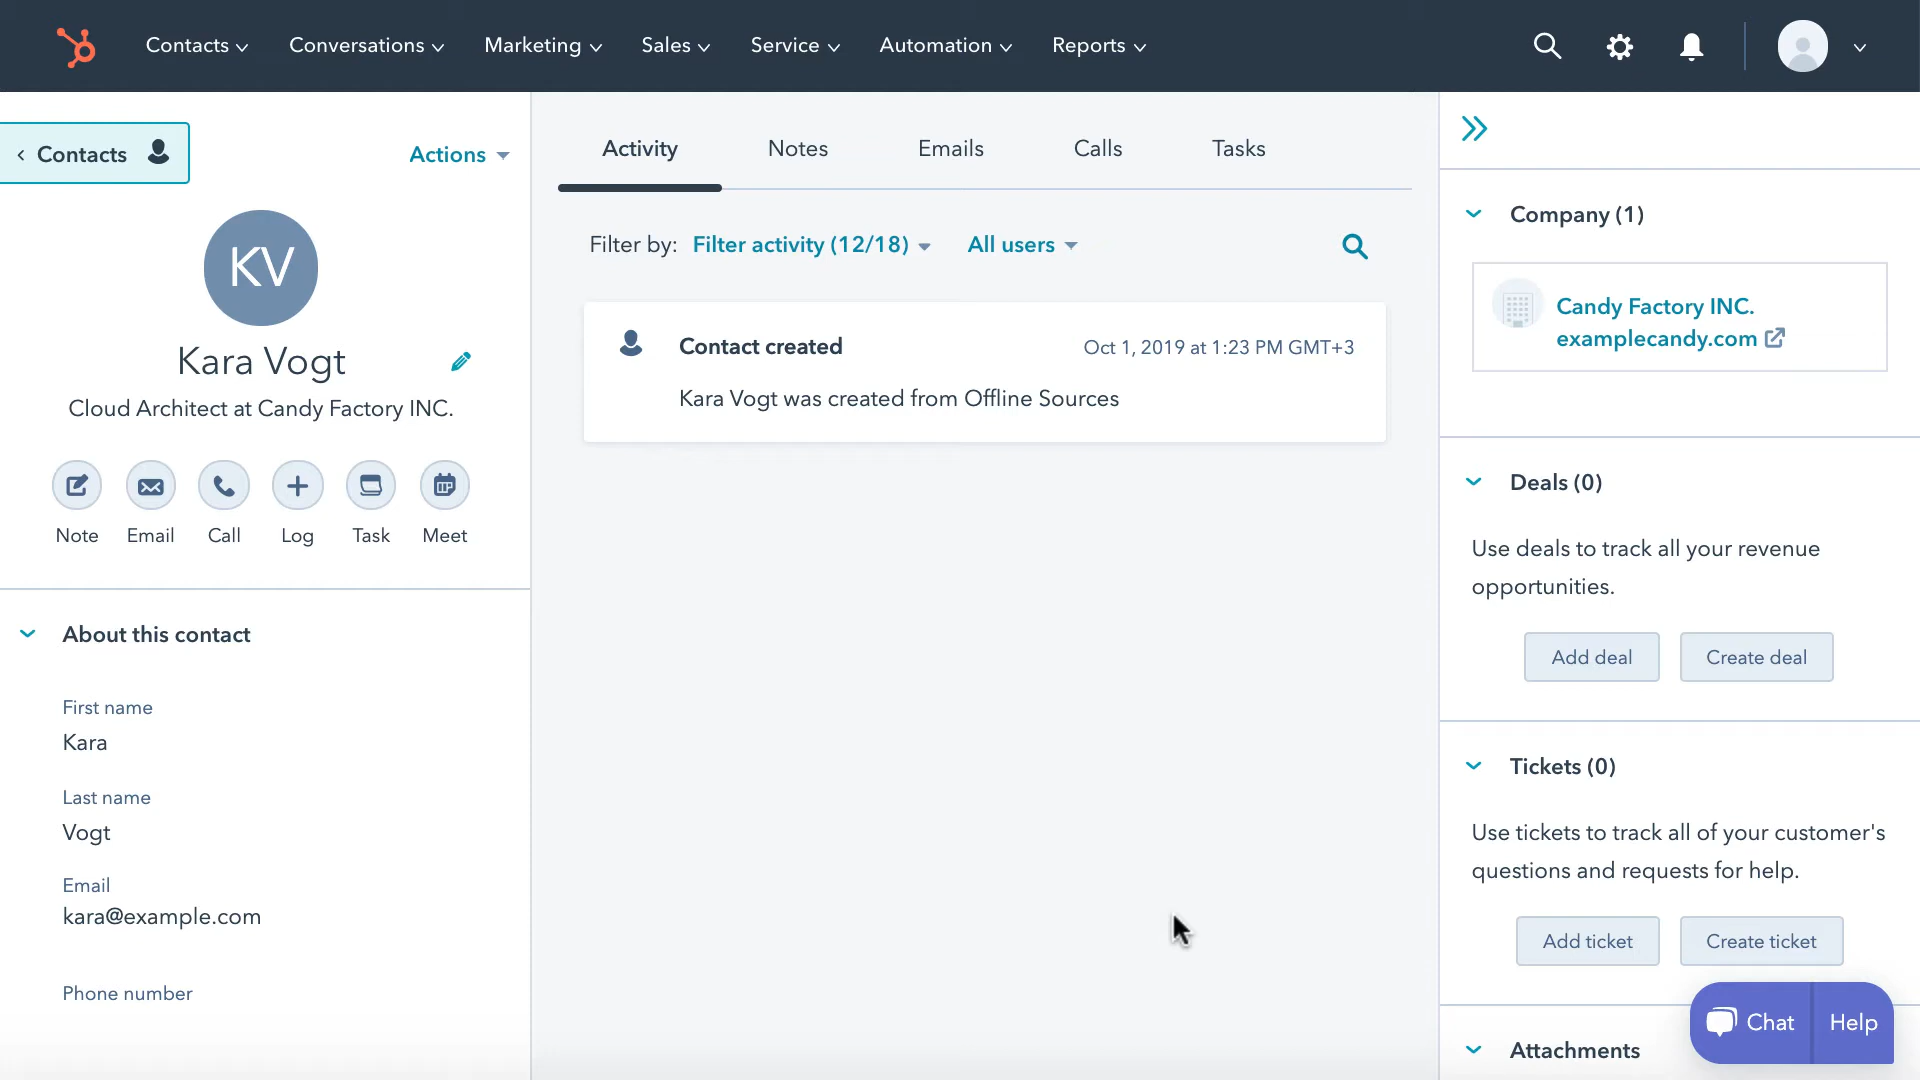 Contacts
Conversations
Marketing
Sales
Service
Automation
Reports
Contacts
Actions
KV
Kara Vogt
Cloud Architect at Candy Factory INC.
Note
Email
Call
Log
Task
Meet
About this contact
First name
Kara
Last name
Vogt
Email
kara@example.com
Phone number
Activity
Notes
Emails
Calls
Tasks
Filter by: Filter activity (12/18) All users
Contact created
Oct 1, 2019 at 1:23 PM GMT+3
Kara Vogt was created from Offline Sources
Company (1)
Candy Factory INC.
examplecandy.com
Deals (0)
Use deals to track all your revenue
opportunities.
Add deal
Create deal
Tickets (0)
Use tickets to track all of your customer's
questions and requests for help.
Add ticket
Create ticket
Attachments
Chat
Help